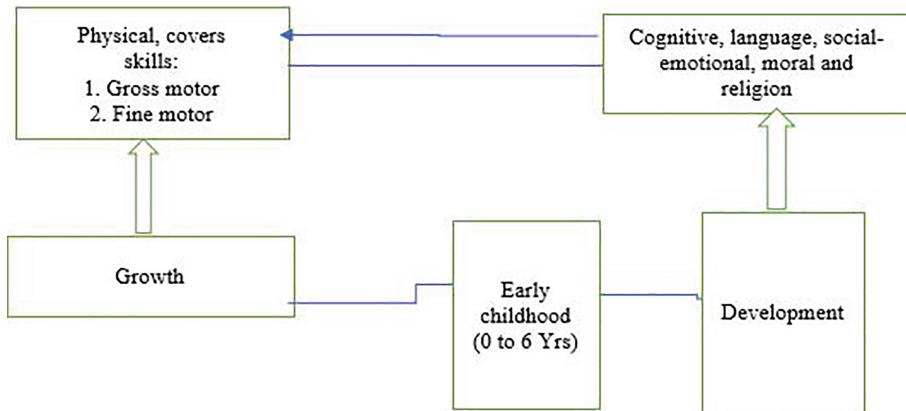 Physical, covers
skills:
1. Gross motor
2. Fine motor
Cognitive, language, social-
emotional, moral and
religion
Growth
Early
childhood
(0 to 6 Yrs)
Development